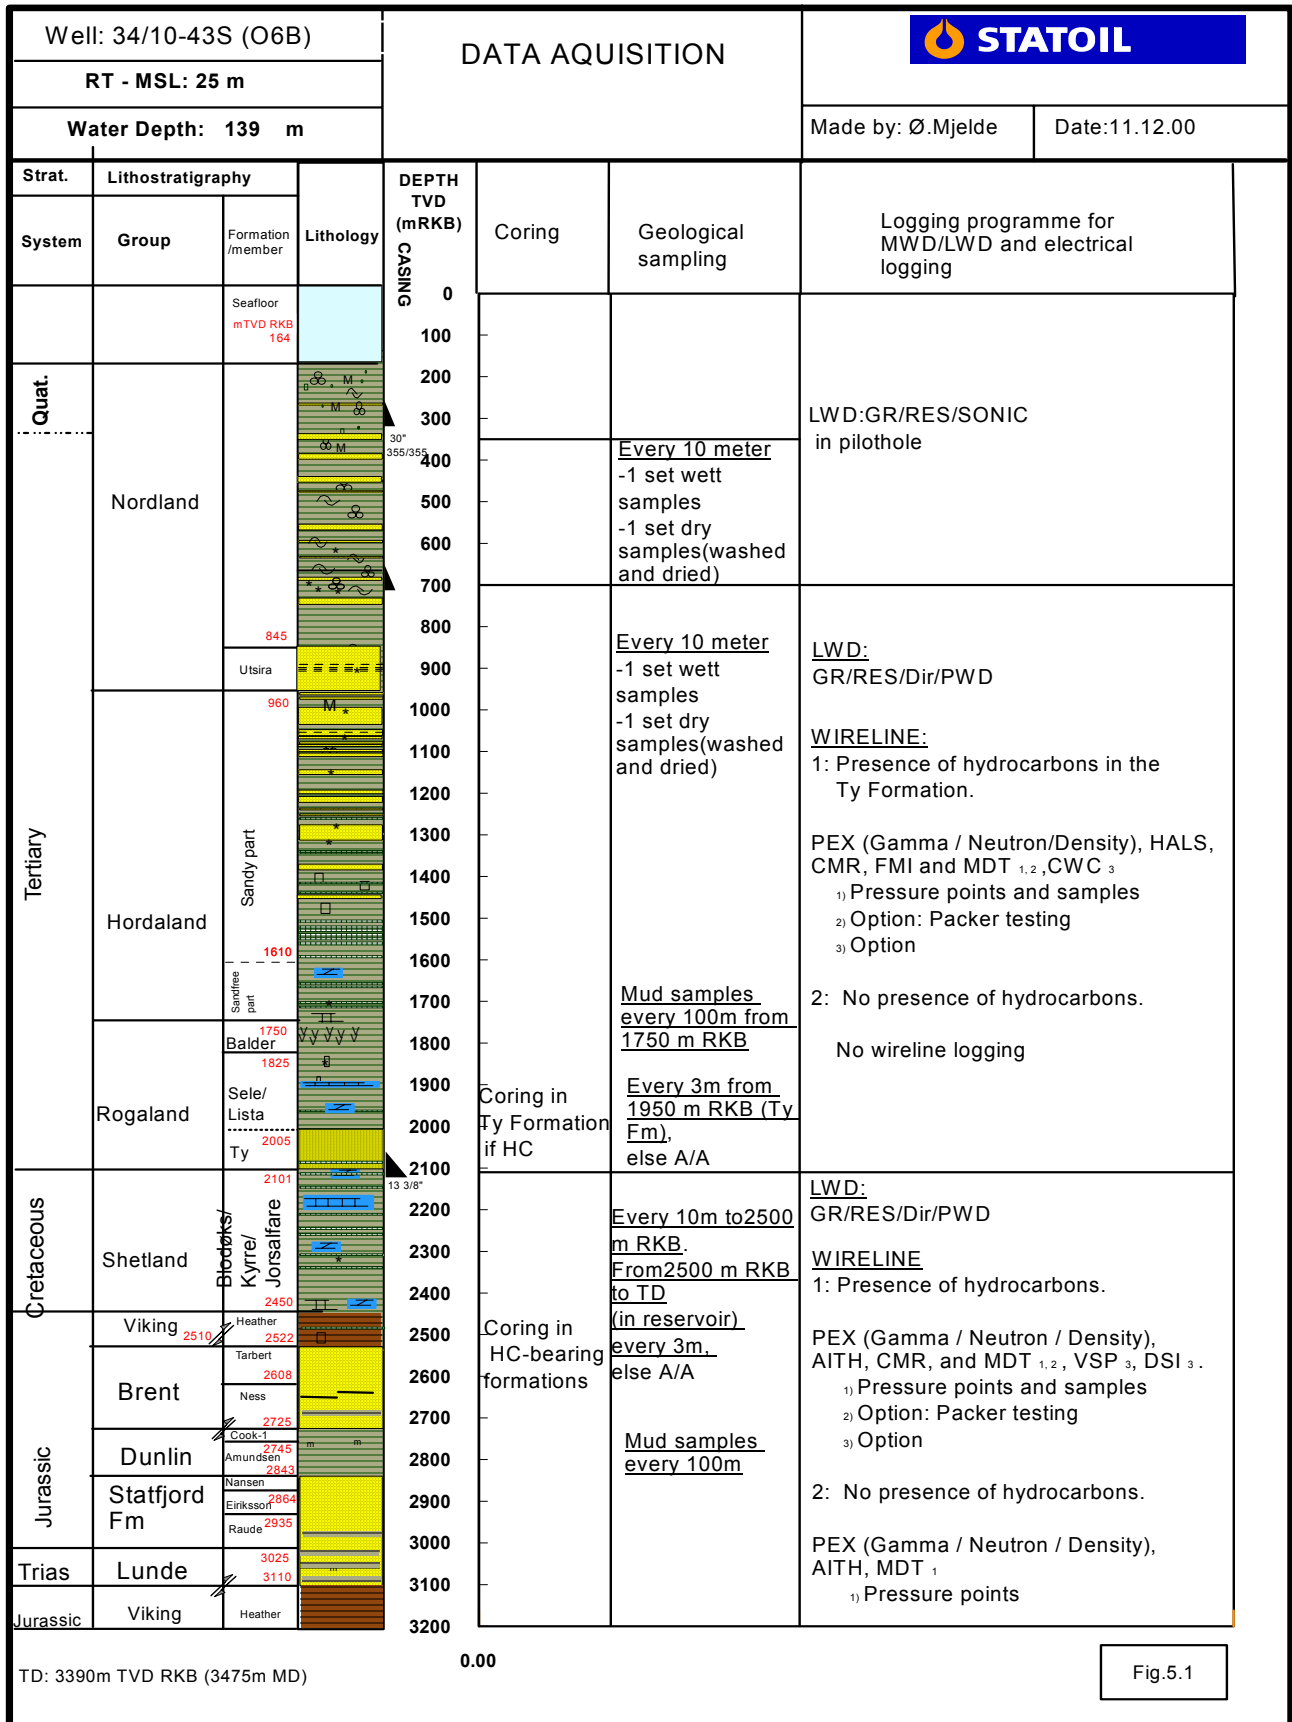 Well: 34/10-43S (O6B)
RT - MSL: 25 m
Water Depth: 139 m
DATA AQUISITION
STATOIL
Made by: Ø.Mjelde
Date:11.12.00
Strat.
Lithostratigraphy
System
Group
Formation
/member
Lithology
DEPTH
TVD
(mRKB)
CASING
Coring
Geological
sampling
Logging programme for
MWD/LWD and electrical
logging
Seafloor
mTVD RKB
164
Quat.
Tertiary
Cretaceous
Jurassic
Trias
Jurassic
Nordland
Hordaland
Rogaland
Shetland
Viking
2510
Brent
Dunlin
Statfjord
Fm
Lunde
Viking
845
Utsira
960
Sandy part
1610
Sandfree
part
1750
Balder
1825
Sele/
Lista
2005
Ty
2101
Blodøks/
Kyrre/
Jorsalfare
2450
Heather
2522
Tarbert
2608
Ness
2725
Cook-1
2745
Amundsen
2843
Nansen
2864
Eiriksson
2935
Raude
3025
3110
Heather
M
M
M
M
V V V V V
m
m
m
0
100
200
300
30"
355/355
400
500
600
700
800
900
1000
1100
1200
1300
1400
1500
1600
1700
1800
1900
2000
2100
13 3/8"
2200
2300
2400
2500
2600
2700
2800
2900
3000
3100
3200
Coring in
Ty Formation
if HC
Coring in
HC-bearing
formations
Every 10 meter
-1 set wett
samples
-1 set dry
samples(washed
and dried)
Every 10 meter
-1 set wett
samples
-1 set dry
samples(washed
and dried)
Mud samples
every 100m from
1750 m RKB
Every 3m from
1950 m RKB (Ty
Fm),
else A/A
Every 10m to2500
m RKB.
From2500 m RKB
to TD
(in reservoir)
every 3m,
else A/A
Mud samples
every 100m
LWD:GR/RES/SONIC
in pilothole
LWD:
GR/RES/Dir/PWD
WIRELINE:
1: Presence of hydrocarbons in the
Ty Formation.
PEX (Gamma / Neutron/Density), HALS,
CMR, FMI and MDT 1, 2 ,CWC 3
1) Pressure points and samples
2) Option: Packer testing
3) Option
2: No presence of hydrocarbons.
No wireline logging
LWD:
GR/RES/Dir/PWD
WIRELINE
1: Presence of hydrocarbons.
PEX (Gamma / Neutron / Density),
AITH, CMR, and MDT 1, 2 , VSP 3, DSI 3 .
1) Pressure points and samples
2) Option: Packer testing
3) Option
2: No presence of hydrocarbons.
PEX (Gamma / Neutron / Density),
AITH, MDT 1
1) Pressure points
0.00
TD: 3390m TVD RKB (3475m MD)
Fig.5.1